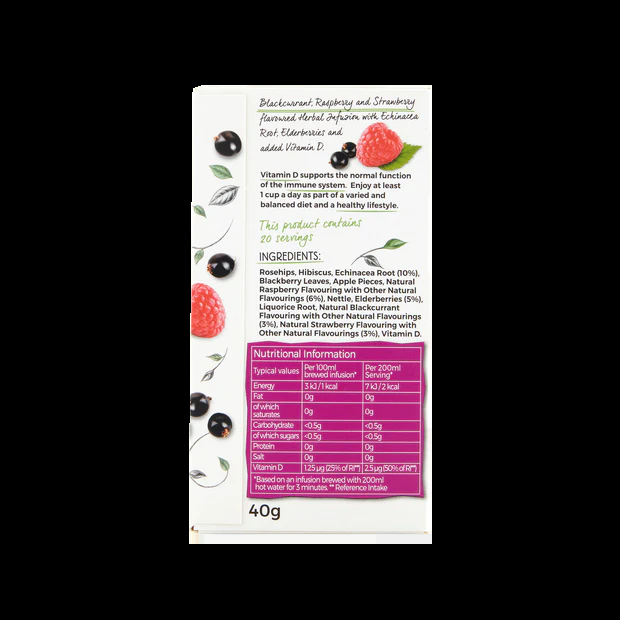 Blackcurrant, Raspberry and Strawberry
flavoured Herbal Infusion with Echinacea
Root, Elderberries and
added Vitamin D.
Vitamin D supports the normal function
of the immune system. Enjoy at least
1 cup a day as part of a varied and
balanced diet and a healthy lifestyle.
This product contains
20 servings
INGREDIENTS:
Rosehips, Hibiscus, Echinacea Root (10%),
Blackberry Leaves, Apple Pieces, Natural
Raspberry Flavouring with Other Natural
Flavourings (6%), Nettle, Elderberries (5%),
Liquorice Root, Natural Blackcurrant
Flavouring with Other Natural Flavourings
(3%), Natural Strawberry Flavouring with
Other Natural Flavourings (3%), Vitamin D.
Nutritional Information
Typical values Per 100ml brewed infusion* Per 200ml Serving*
Energy 3 kJ / 1 kcal 7 kJ / 2 kcal
Fat 0g 0g
of which saturates 0g 0g
Carbohydrate <0.5g <0.5g
of which sugars <0.5g <0.5g
Protein 0g 0g
Salt 0g 0g
Vitamin D 1.25 µg (25% of RI**) 2.5 µg (50% of RI**)
*Based on an infusion brewed with 200ml
hot water for 3 minutes. ** Reference Intake
40g